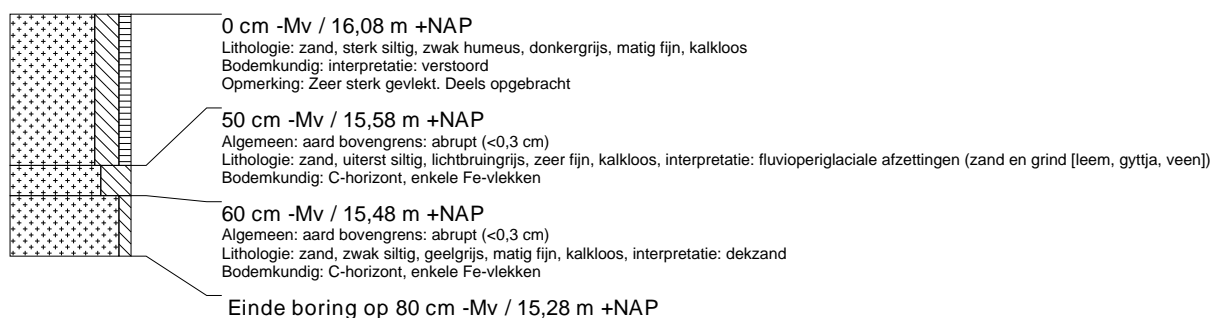 0 cm -Mv / 16,08 m +NAP
Lithologie: zand, sterk siltig, zwak humeus, donkergrijs, matig fijn, kalkloos
Bodemkundig: interpretatie: verstoord
Opmerking: Zeer sterk gevlekt. Deels opgebracht
50 cm -Mv / 15,58 m +NAP
Algemeen: aard bovengrens: abrupt (<0,3 cm)
Lithologie: zand, uiterst siltig, lichtbruingrijs, zeer fijn, kalkloos, interpretatie: fluvioperiglaciale afzettingen (zand en grind [leem, gyttja, veen])
Bodemkundig: C-horizont, enkele Fe-vlekken
60 cm -Mv / 15,48 m +NAP
Algemeen: aard bovengrens: abrupt (<0,3 cm)
Lithologie: zand, zwak siltig, geelgrijs, matig fijn, kalkloos, interpretatie: dekzand
Bodemkundig: C-horizont, enkele Fe-vlekken
Einde boring op 80 cm -Mv / 15,28 m +NAP